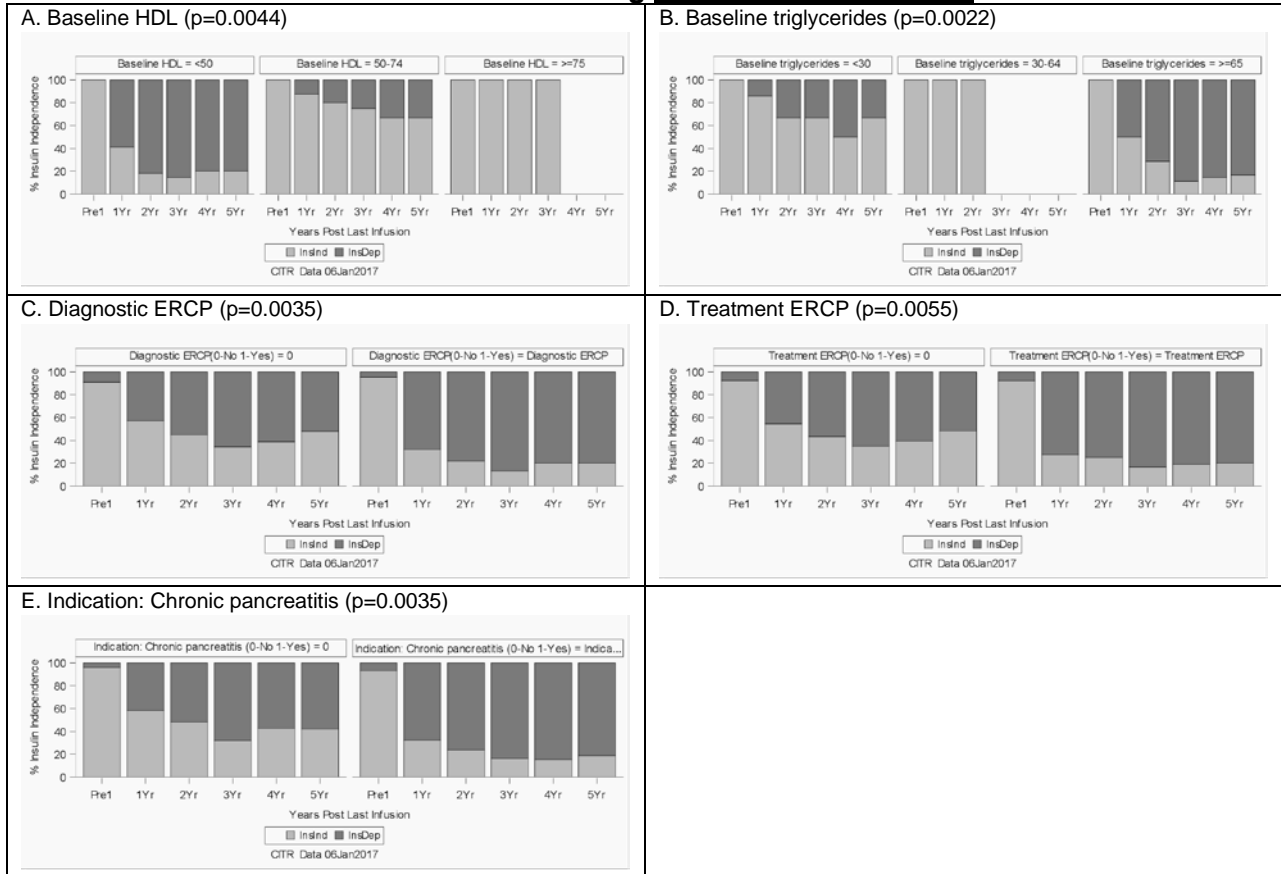 g
A. Baseline HDL (p=0.0044)
Baseline HDL = <50
Baseline HDL = 50-74
Baseline HDL = >=75
% Insulin Independence
100
80
60
40
20
0
Pre1 1Yr 2Yr 3Yr 4Yr 5Yr Pre1 1Yr 2Yr 3Yr 4Yr 5Yr Pre1 1Yr 2Yr 3Yr 4Yr 5Yr
Years Post Last Infusion
InsInd InsDep
CITR Data 06Jan2017
B. Baseline triglycerides (p=0.0022)
Baseline triglycerides = <30
Baseline triglycerides = 30-64
Baseline triglycerides = >=65
% Insulin Independence
100
80
60
40
20
0
Pre1 1Yr 2Yr 3Yr 4Yr 5Yr Pre1 1Yr 2Yr 3Yr 4Yr 5Yr Pre1 1Yr 2Yr 3Yr 4Yr 5Yr
Years Post Last Infusion
InsInd InsDep
CITR Data 06Jan2017
C. Diagnostic ERCP (p=0.0035)
Diagnostic ERCP(0-No 1-Yes) = 0
Diagnostic ERCP(0-No 1-Yes) = Diagnostic ERCP
% Insulin Independence
100
80
60
40
20
0
Pre1 1Yr 2Yr 3Yr 4Yr 5Yr Pre1 1Yr 2Yr 3Yr 4Yr 5Yr
Years Post Last Infusion
InsInd InsDep
CITR Data 06Jan2017
D. Treatment ERCP (p=0.0055)
Treatment ERCP(0-No 1-Yes) = 0
Treatment ERCP(0-No 1-Yes) = Treatment ERCP
% Insulin Independence
100
80
60
40
20
0
Pre1 1Yr 2Yr 3Yr 4Yr 5Yr Pre1 1Yr 2Yr 3Yr 4Yr 5Yr
Years Post Last Infusion
InsInd InsDep
CITR Data 06Jan2017
E. Indication: Chronic pancreatitis (p=0.0035)
Indication: Chronic pancreatitis (0-No 1-Yes) = 0
Indication: Chronic pancreatitis (0-No 1-Yes) = Indica...
% Insulin Independence
100
80
60
40
20
0
Pre1 1Yr 2Yr 3Yr 4Yr 5Yr Pre1 1Yr 2Yr 3Yr 4Yr 5Yr
Years Post Last Infusion
InsInd InsDep
CITR Data 06Jan2017